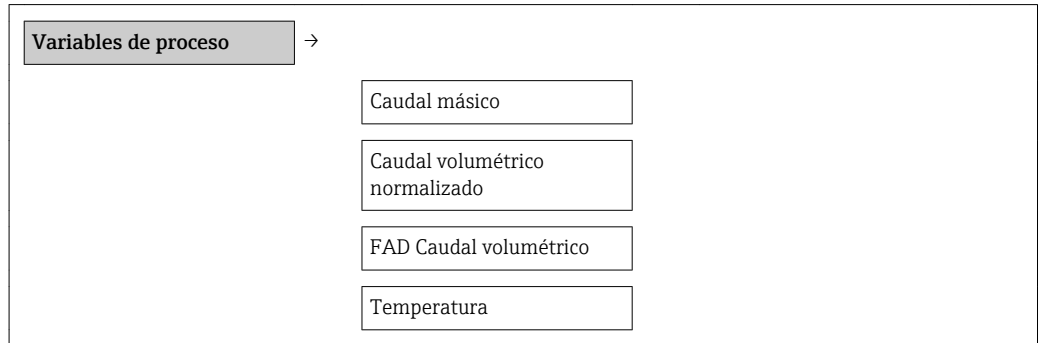 Variables de proceso →
Caudal másico
Caudal volumétrico
normalizado
FAD Caudal volumétrico
Temperatura